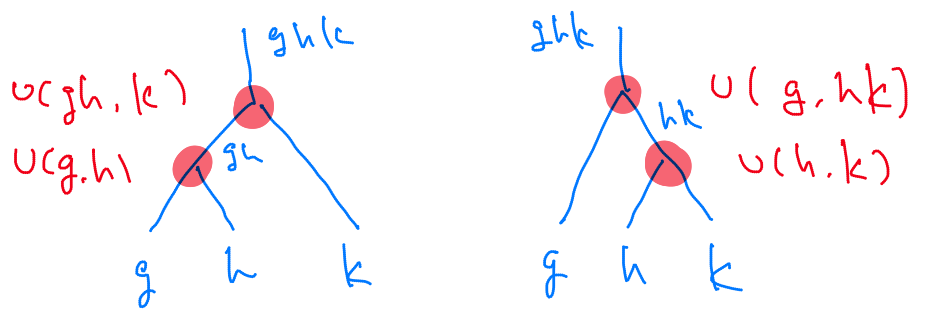 ghk
U(gh, k)
gh
U(g,h)
g h k
ghk
U(g,hk)
hk
U(h,k)
g h k